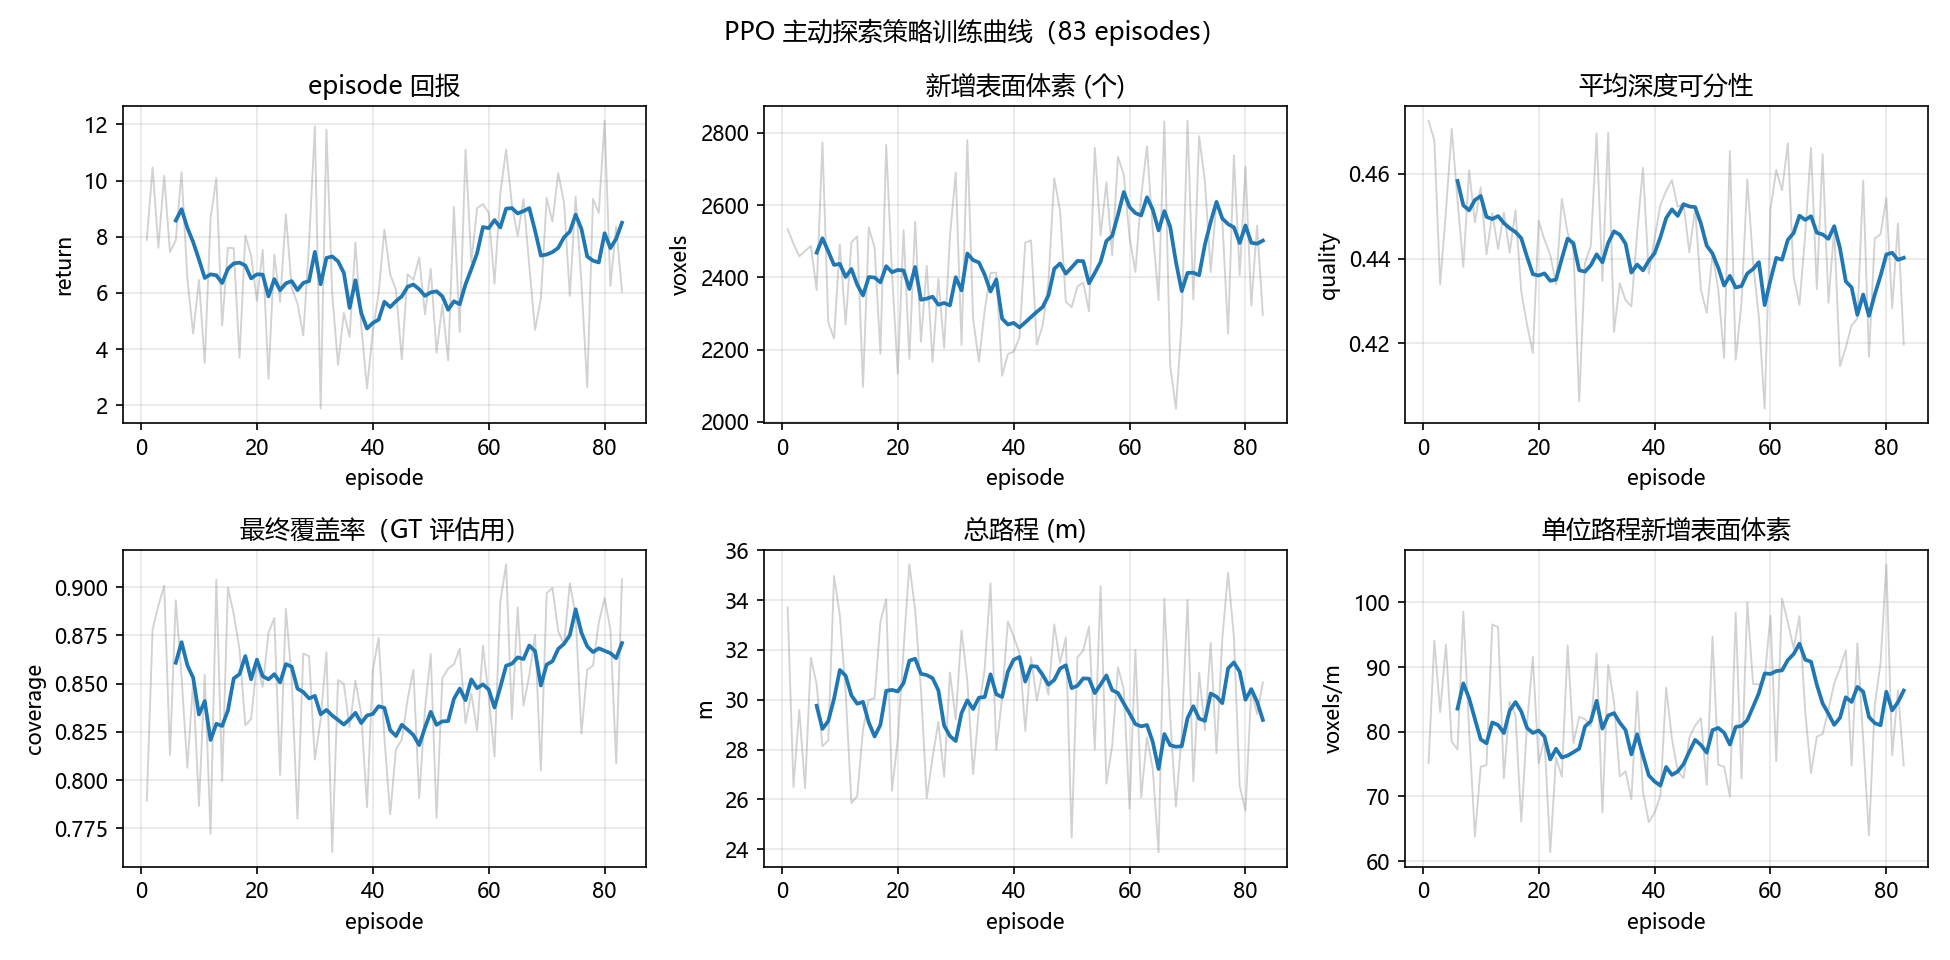 PPO 主动探索策略训练曲线（83 episodes）
episode 回报
return
12
10
8
6
4
2
0 20 40 60 80
episode
新增表面体素 (个)
voxels
2800
2600
2400
2200
2000
0 20 40 60 80
episode
平均深度可分性
quality
0.46
0.44
0.42
0 20 40 60 80
episode
最终覆盖率（GT 评估用）
coverage
0.900
0.875
0.850
0.825
0.800
0.775
0 20 40 60 80
episode
总路程 (m)
m
36
34
32
30
28
26
24
0 20 40 60 80
episode
单位路程新增表面体素
voxels/m
100
90
80
70
60
0 20 40 60 80
episode